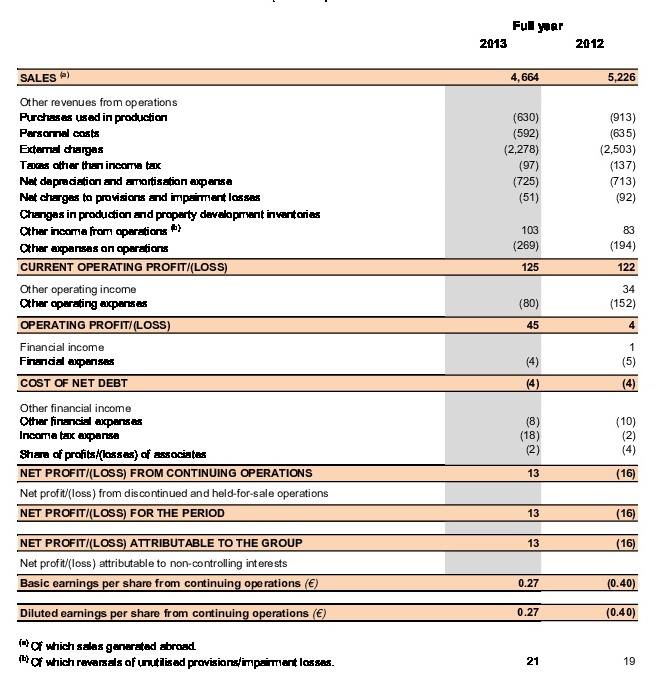 Full year
2013 2012
SALES (a) 4,664 5,226
Other revenues from operations
Purchases used in production (630) (913)
Personnel costs (592) (635)
External charges (2,278) (2,503)
Taxes other than income tax (97) (137)
Net depreciation and amortisation expense (725) (713)
Net charges to provisions and impairment losses (51) (92)
Changes in production and property development inventories
Other income from operations (b) 103 83
Other expenses on operations (269) (194)
CURRENT OPERATING PROFIT/(LOSS) 125 122
Other operating income 34
Other operating expenses (80) (152)
OPERATING PROFIT/(LOSS) 45 4
Financial income 1
Financial expenses (4) (5)
COST OF NET DEBT (4) (4)
Other financial income
Other financial expenses (8) (10)
Income tax expense (18) (2)
Share of profits/(losses) of associates (2) (4)
NET PROFIT/(LOSS) FROM CONTINUING OPERATIONS 13 (16)
Net profit/(loss) from discontinued and held-for-sale operations
NET PROFIT/(LOSS) FOR THE PERIOD 13 (16)
NET PROFIT/(LOSS) ATTRIBUTABLE TO THE GROUP 13 (16)
Net profit/(loss) attributable to non-controlling interests
Basic earnings per share from continuing operations (€) 0.27 (0.40)
Diluted earnings per share from continuing operations (€) 0.27 (0.40)
(a) Of which sales generated abroad.
(b) Of which reversals of unutilised provisions/impairment losses. 21 19